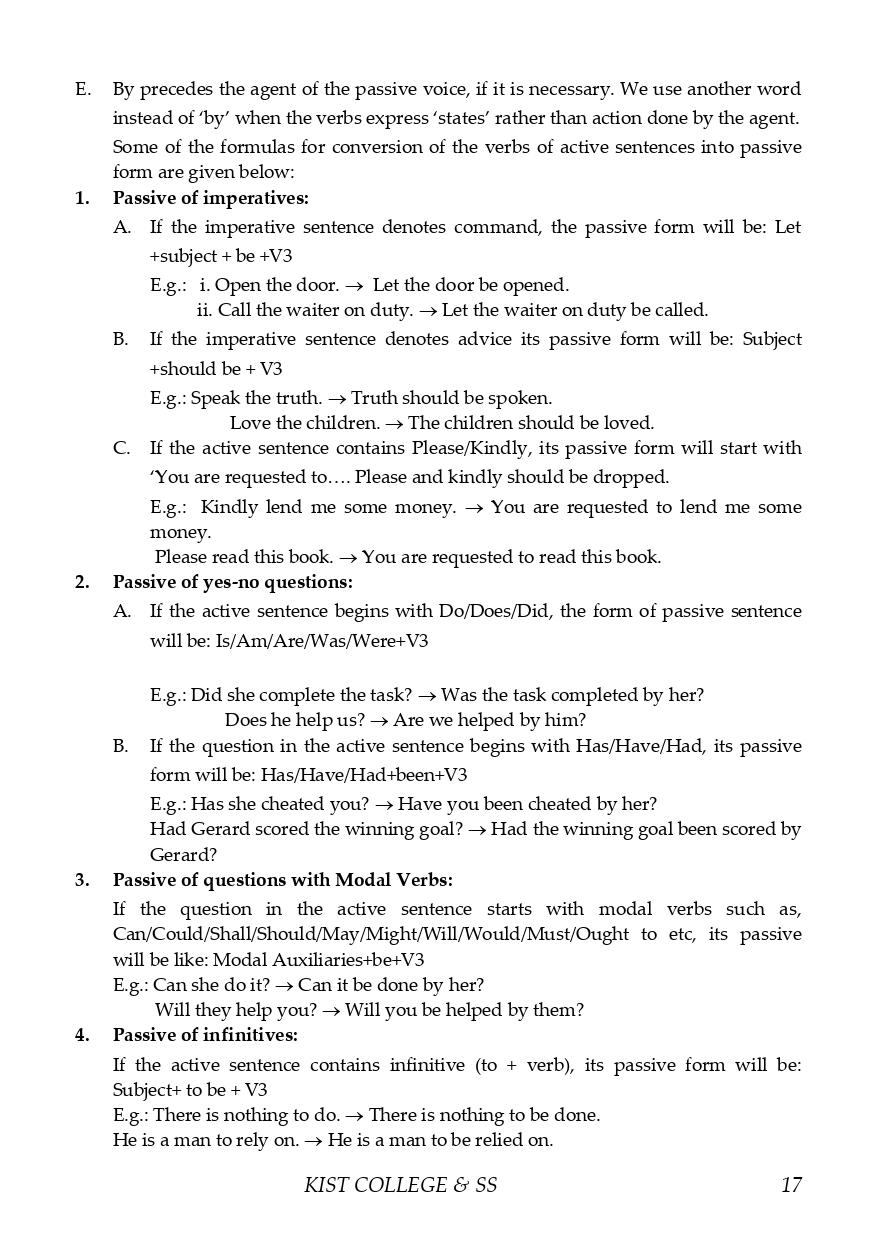 E. By precedes the agent of the passive voice, if it is necessary. We use another word
instead of ‘by’ when the verbs express ‘states’ rather than action done by the agent.
Some of the formulas for conversion of the verbs of active sentences into passive
form are given below:
1. Passive of imperatives:
A. If the imperative sentence denotes command, the passive form will be: Let
+subject + be +V3
E.g.: i. Open the door. → Let the door be opened.
ii. Call the waiter on duty. → Let the waiter on duty be called.
B. If the imperative sentence denotes advice its passive form will be: Subject
+should be + V3
E.g.: Speak the truth. → Truth should be spoken.
Love the children. → The children should be loved.
C. If the active sentence contains Please/Kindly, its passive form will start with
‘You are requested to…. Please and kindly should be dropped.
E.g.: Kindly lend me some money. → You are requested to lend me some
money.
Please read this book. → You are requested to read this book.
2. Passive of yes-no questions:
A. If the active sentence begins with Do/Does/Did, the form of passive sentence
will be: Is/Am/Are/Was/Were+V3
E.g.: Did she complete the task? → Was the task completed by her?
Does he help us? → Are we helped by him?
B. If the question in the active sentence begins with Has/Have/Had, its passive
form will be: Has/Have/Had+been+V3
E.g.: Has she cheated you? → Have you been cheated by her?
Had Gerard scored the winning goal? → Had the winning goal been scored by
Gerard?
3. Passive of questions with Modal Verbs:
If the question in the active sentence starts with modal verbs such as,
Can/Could/Shall/Should/May/Might/Will/Would/Must/Ought to etc, its passive
will be like: Modal Auxiliaries+be+V3
E.g.: Can she do it? → Can it be done by her?
Will they help you? → Will you be helped by them?
4. Passive of infinitives:
If the active sentence contains infinitive (to + verb), its passive form will be:
Subject+ to be + V3
E.g.: There is nothing to do. → There is nothing to be done.
He is a man to rely on. → He is a man to be relied on.
KIST COLLEGE & SS 17